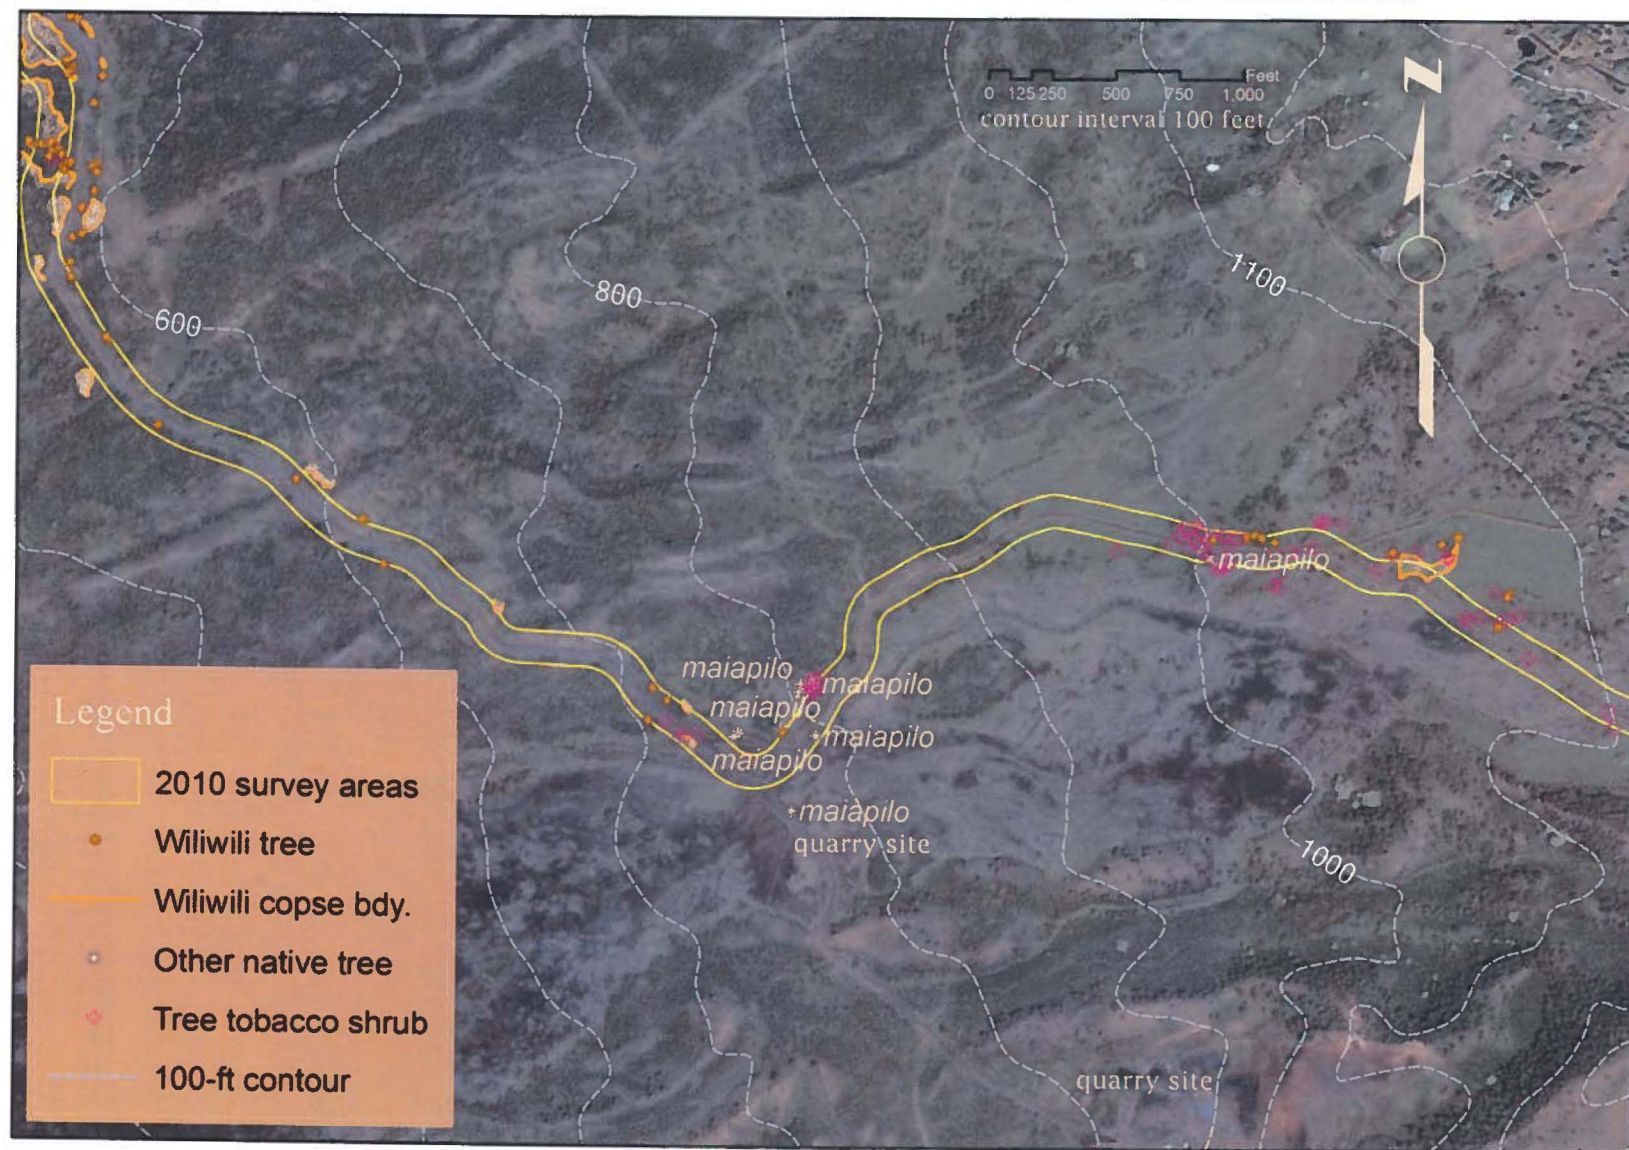 Feet
0 125 250 500 750 1,000
contour interval 100 feet
N
1100
800
600
maiapilo
maiapilo
maiapilo
maiapilo
maiapilo
maiapilo
maiapilo
quarry site
1000
quarry site
Legend
2010 survey areas
Wiliwili tree
Wiliwili copse bdy.
Other native tree
Tree tobacco shrub
100-ft contour